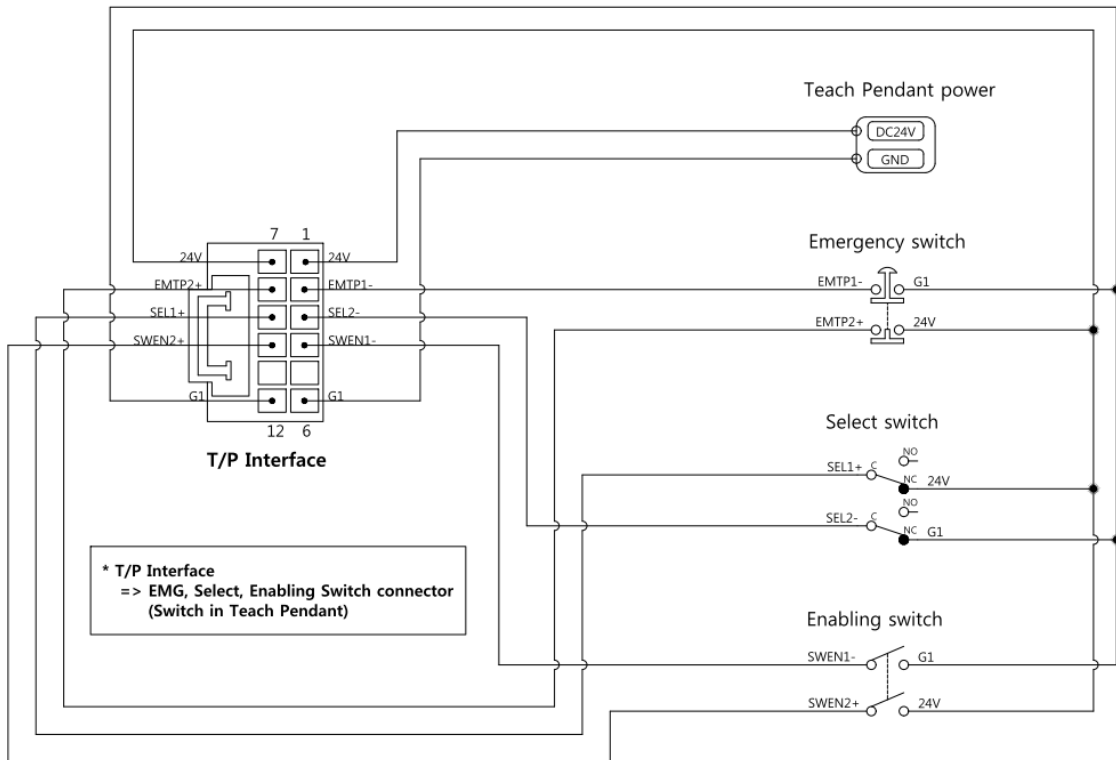 Teach Pendant power
DC24V
GND
7 1
24V 24V
EMTP2+ EMTP1-
SEL1+ SEL2-
SWEN2+ SWEN1-
G1 G1
12 6
T/P Interface
Emergency switch
EMTP1- G1
EMTP2+ 24V
Select switch
NO
SEL1+ C NC 24V
NO
SEL2- C NC G1
* T/P Interface
=> EMG, Select, Enabling Switch connector
(Switch in Teach Pendant)
Enabling switch
SWEN1- G1
SWEN2+ 24V